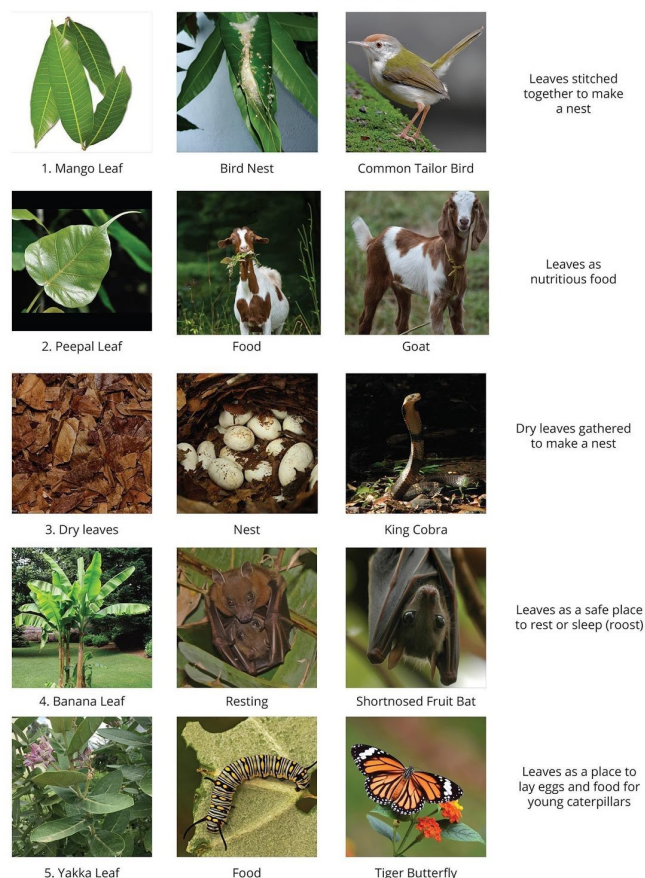 Leaves stitched
together to make
a nest
1. Mango Leaf
Bird Nest
Common Tailor Bird
Leaves as
nutritious food
2. Peepal Leaf
Food
Goat
Dry leaves gathered
to make a nest
3. Dry leaves
Nest
King Cobra
Leaves as a safe place
to rest or sleep (roost)
4. Banana Leaf
Resting
Shortnosed Fruit Bat
Leaves as a place to
lay eggs and food for
young caterpillars
5. Yakka Leaf
Food
Tiger Butterfly